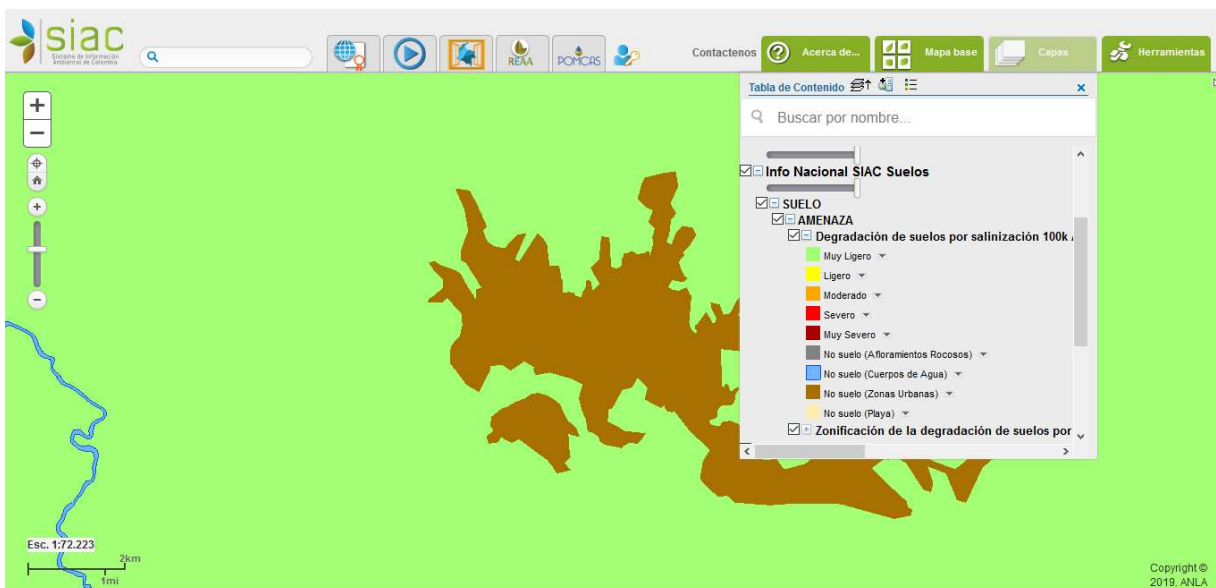 siac
Sistema de Información
Ambiental de Colombia
REAA
POMCAS
Contactenos
Acerca de...
Mapa base
Capas
Herramientas
Tabla de Contenido
Buscar por nombre...
Info Nacional SIAC Suelos
SUELO
AMENAZA
Degradación de suelos por salinización 100k
Muy Ligero
Ligero
Moderado
Severo
Muy Severo
No suelo (Afloramientos Rocosos)
No suelo (Cuerpos de Agua)
No suelo (Zonas Urbanas)
No suelo (Playa)
Zonificación de la degradación de suelos por
Esc. 1:72.223
2km
1mi
Copyright ©
2019. ANLA